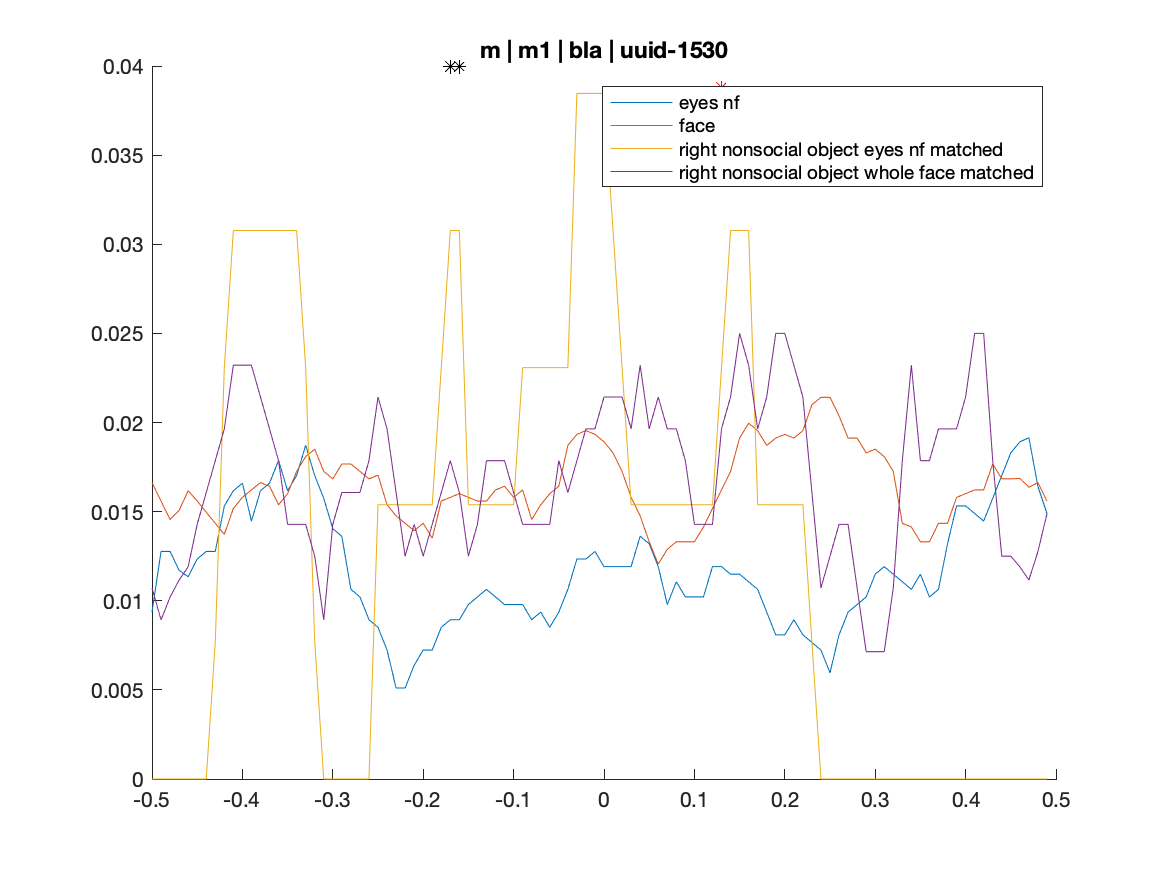 m | m1 | bla | uuid-1530
0.04
0.035
0.03
0.025
0.02
0.015
0.01
0.005
0
eyes nf
face
right nonsocial object eyes nf matched
right nonsocial object whole face matched
-0.5 -0.4 -0.3 -0.2 -0.1 0 0.1 0.2 0.3 0.4 0.5